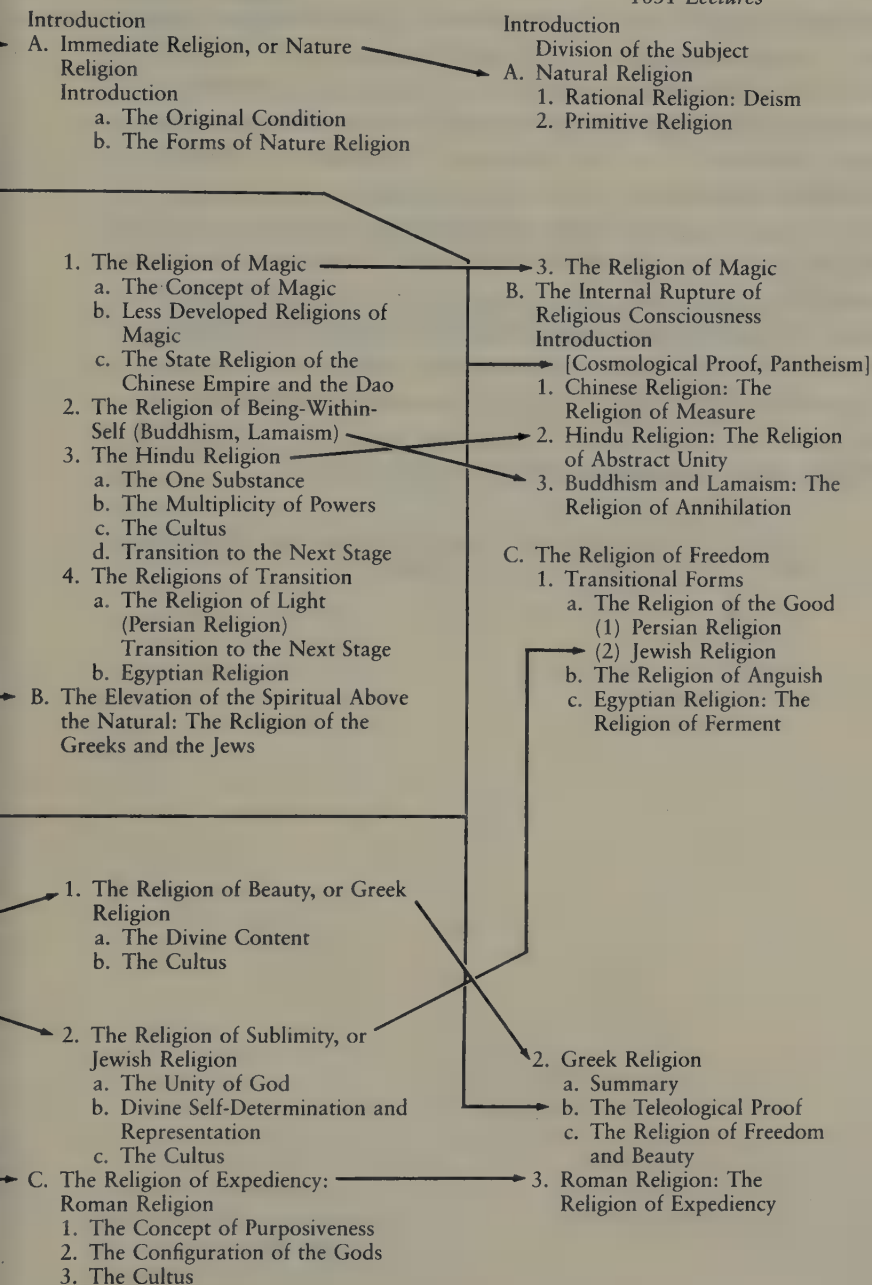 Introduction
A. Immediate Religion, or Nature
Religion
Introduction
a. The Original Condition
b. The Forms of Nature Religion
1. The Religion of Magic
a. The Concept of Magic
b. Less Developed Religions of
Magic
c. The State Religion of the
Chinese Empire and the Dao
2. The Religion of Being-Within-
Self (Buddhism, Lamaism)
3. The Hindu Religion
a. The One Substance
b. The Multiplicity of Powers
c. The Cultus
d. Transition to the Next Stage
4. The Religions of Transition
a. The Religion of Light
(Persian Religion)
Transition to the Next Stage
b. Egyptian Religion
B. The Elevation of the Spiritual Above
the Natural: The Religion of the
Greeks and the Jews
1. The Religion of Beauty, or Greek
Religion
a. The Divine Content
b. The Cultus
2. The Religion of Sublimity, or
Jewish Religion
a. The Unity of God
b. Divine Self-Determination and
Representation
c. The Cultus
C. The Religion of Expediency:
Roman Religion
1. The Concept of Purposiveness
2. The Configuration of the Gods
3. The Cultus
Lectures
Introduction
Division of the Subject
A. Natural Religion
1. Rational Religion: Deism
2. Primitive Religion
3. The Religion of Magic
B. The Internal Rupture of
Religious Consciousness
Introduction
[Cosmological Proof, Pantheism]
1. Chinese Religion: The
Religion of Measure
2. Hindu Religion: The Religion
of Abstract Unity
3. Buddhism and Lamaism: The
Religion of Annihilation
C. The Religion of Freedom
1. Transitional Forms
a. The Religion of the Good
(1) Persian Religion
(2) Jewish Religion
b. The Religion of Anguish
c. Egyptian Religion: The
Religion of Ferment
2. Greek Religion
a. Summary
b. The Teleological Proof
c. The Religion of Freedom
and Beauty
3. Roman Religion: The
Religion of Expediency